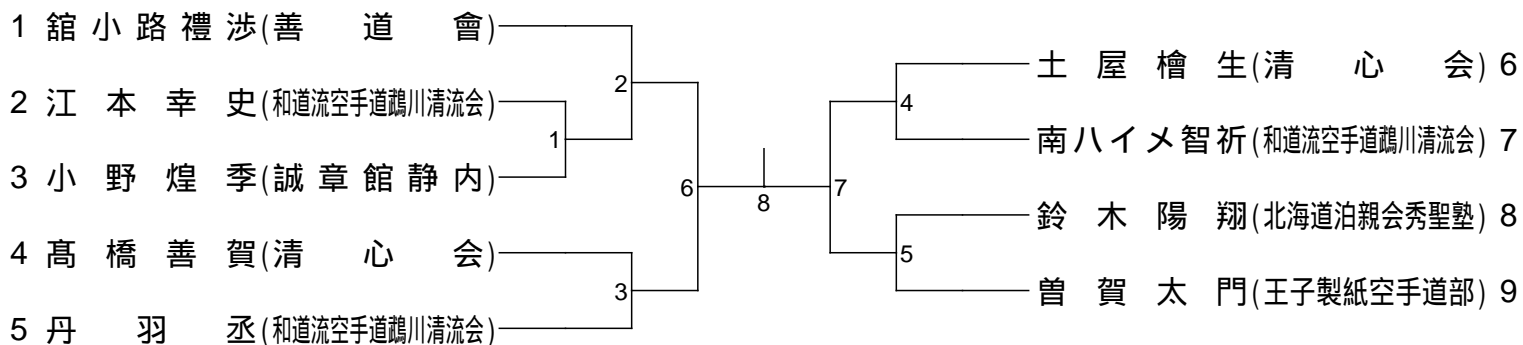 1 舘小路禮渉(善道會)
2 江本幸史(和道流空手道鵡川清流会)
3 小野煌季(誠章館静内)
4 髙橋善賀(清心会)
5 丹羽丞(和道流空手道鵡川清流会)
2
1
6
3
8
7
4
5
土屋檜生(清心会) 6
南ハイメ智祈(和道流空手道鵡川清流会) 7
鈴木陽翔(北海道泊親会秀聖塾) 8
曽賀太門(王子製紙空手道部) 9